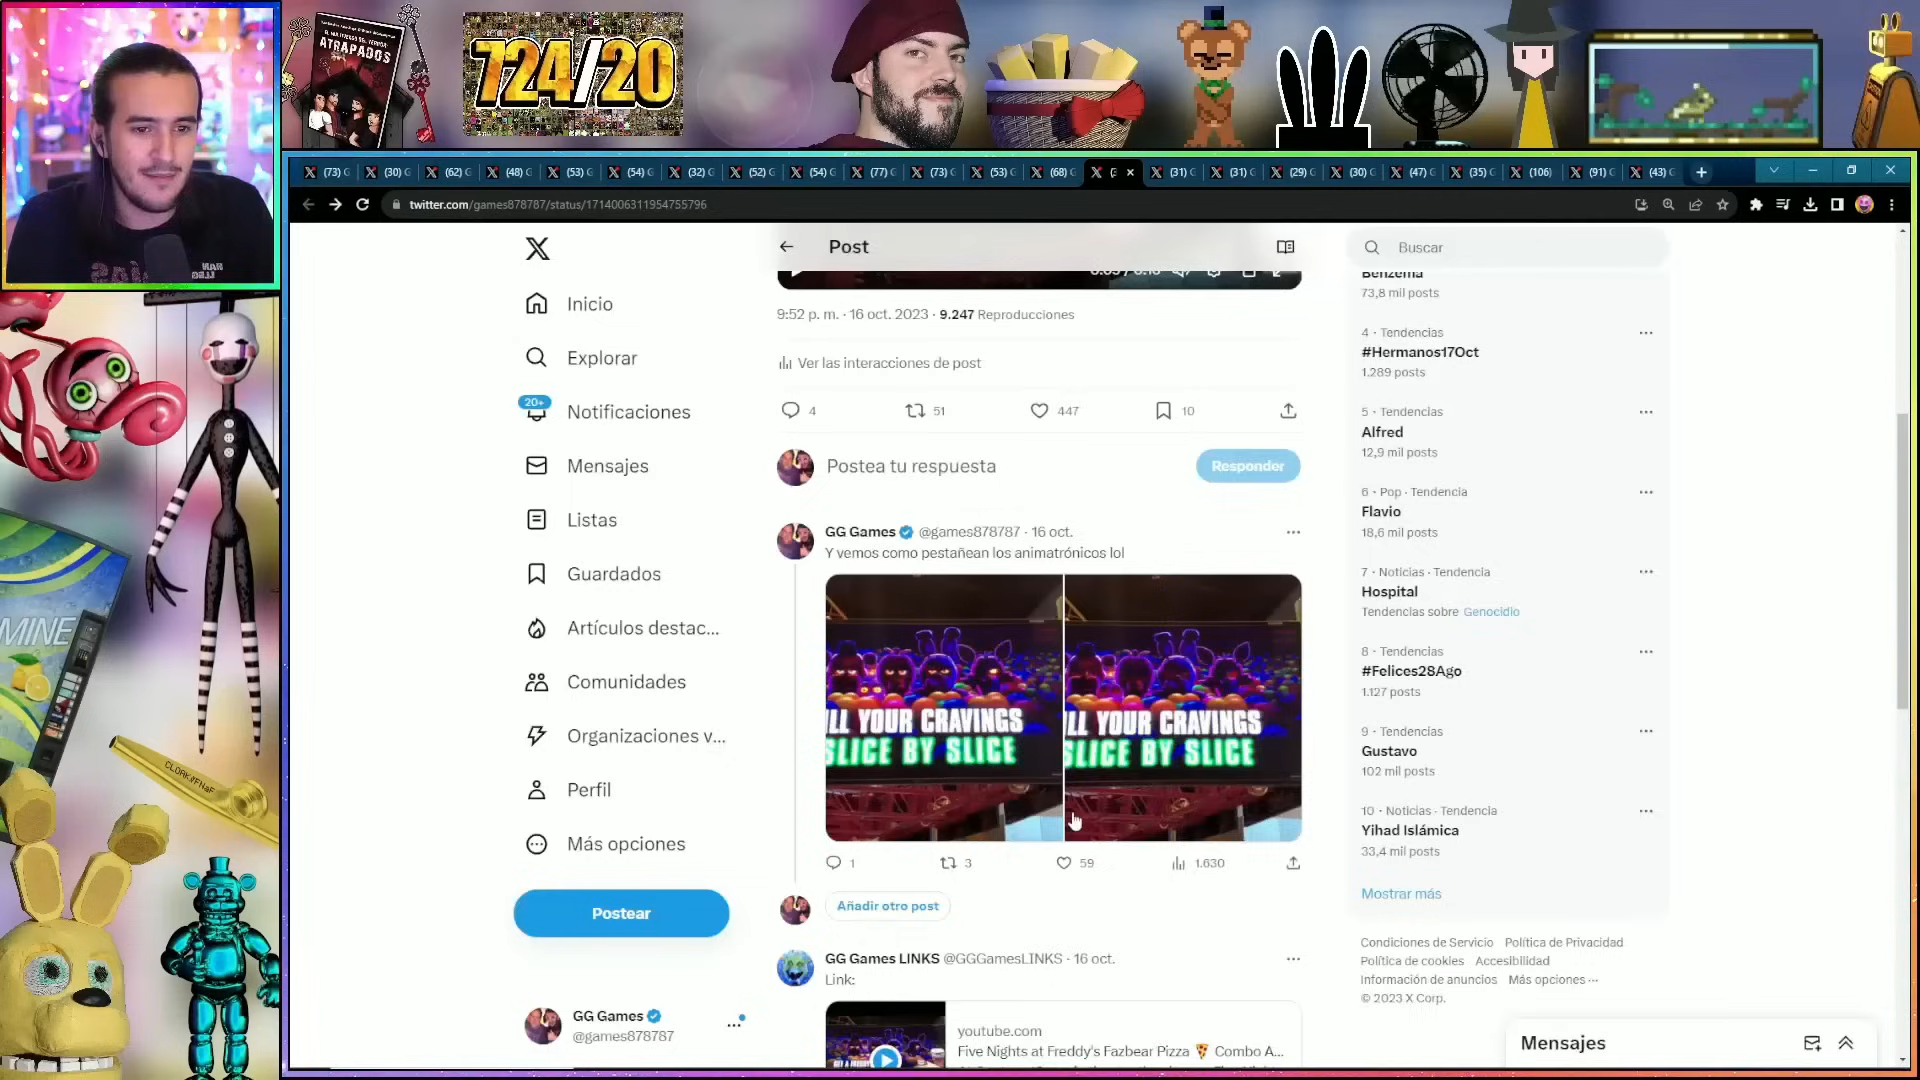 ATRAPADOS
724/20
(73) G
(30) G
(62) G
(48) G
(53) G
(54) G
(32) G
(52) G
(54) G
(77) G
(73) G
(53) G
(68) G
(31) G
(31) G
(29) G
(30) G
(47) G
(35) G
(106)
(91) G
(43) G
twitter.com/games878787/status/1714006311954755796
Inicio
Explorar
20+
Notificaciones
Mensajes
Listas
Guardados
Artículos destac...
Comunidades
Organizaciones v...
Perfil
Más opciones
Postear
GG Games
@games878787
Post
9:52 p. m. · 16 oct. 2023 · 9.247 Reproducciones
Ver las interacciones de post
4
51
447
10
Postea tu respuesta
Responder
GG Games @games878787 · 16 oct.
Y vemos como pestañean los animatrónicos lol
LL YOUR CRAVINGS
SLICE BY SLICE
LL YOUR CRAVINGS
SLICE BY SLICE
1
3
59
1.630
Añadir otro post
GG Games LINKS @GGGamesLINKS · 16 oct.
Link:
youtube.com
Five Nights at Freddy's Fazbear Pizza 🍕 Combo A...
Buscar
Benzema
73,8 mil posts
4 · Tendencias
#Hermanos17Oct
1.289 posts
5 · Tendencias
Alfred
12,9 mil posts
6 · Pop · Tendencia
Flavio
18,6 mil posts
7 · Noticias · Tendencia
Hospital
Tendencias sobre Genocidio
8 · Tendencias
#Felices28Ago
1.127 posts
9 · Tendencias
Gustavo
102 mil posts
10 · Noticias · Tendencia
Yihad Islámica
33,4 mil posts
Mostrar más
Condiciones de Servicio Política de Privacidad
Política de cookies Accesibilidad
Información de anuncios Más opciones ···
© 2023 X Corp.
Mensajes
MINE
CLOAK//FNaF